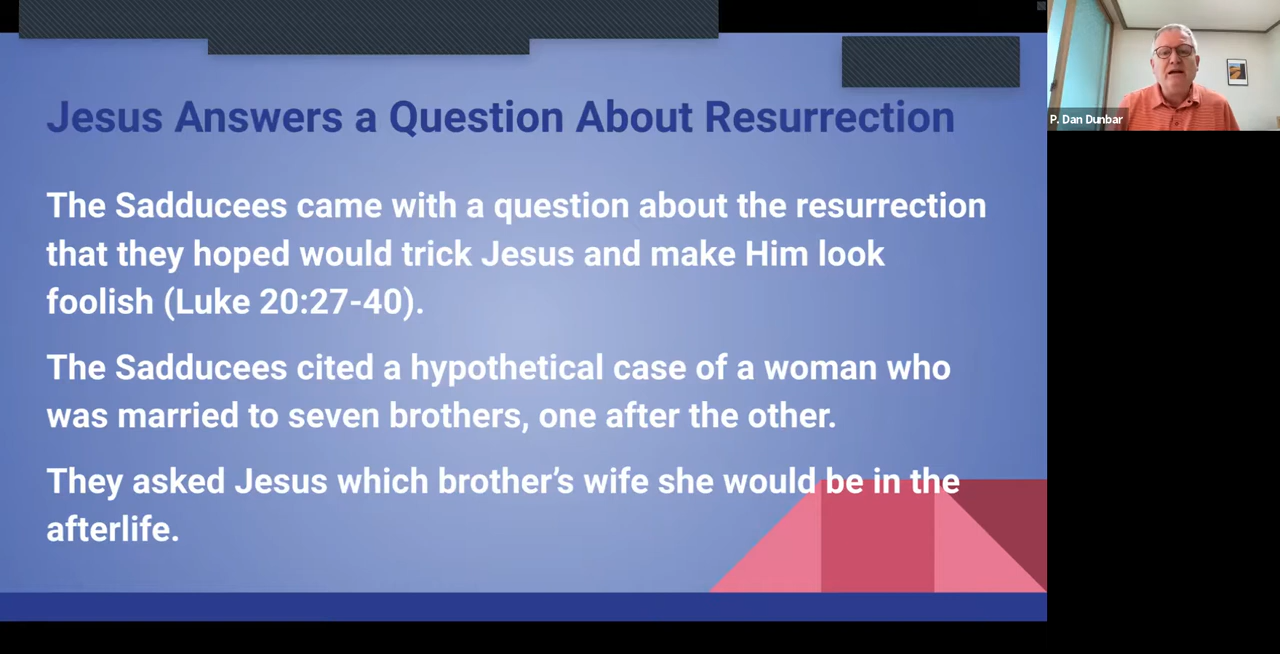 Jesus Answers a Question About Resurrection
The Sadducees came with a question about the resurrection
that they hoped would trick Jesus and make Him look
foolish (Luke 20:27-40).
The Sadducees cited a hypothetical case of a woman who
was married to seven brothers, one after the other.
They asked Jesus which brother’s wife she would be in the
afterlife.
P. Dan Dunbar